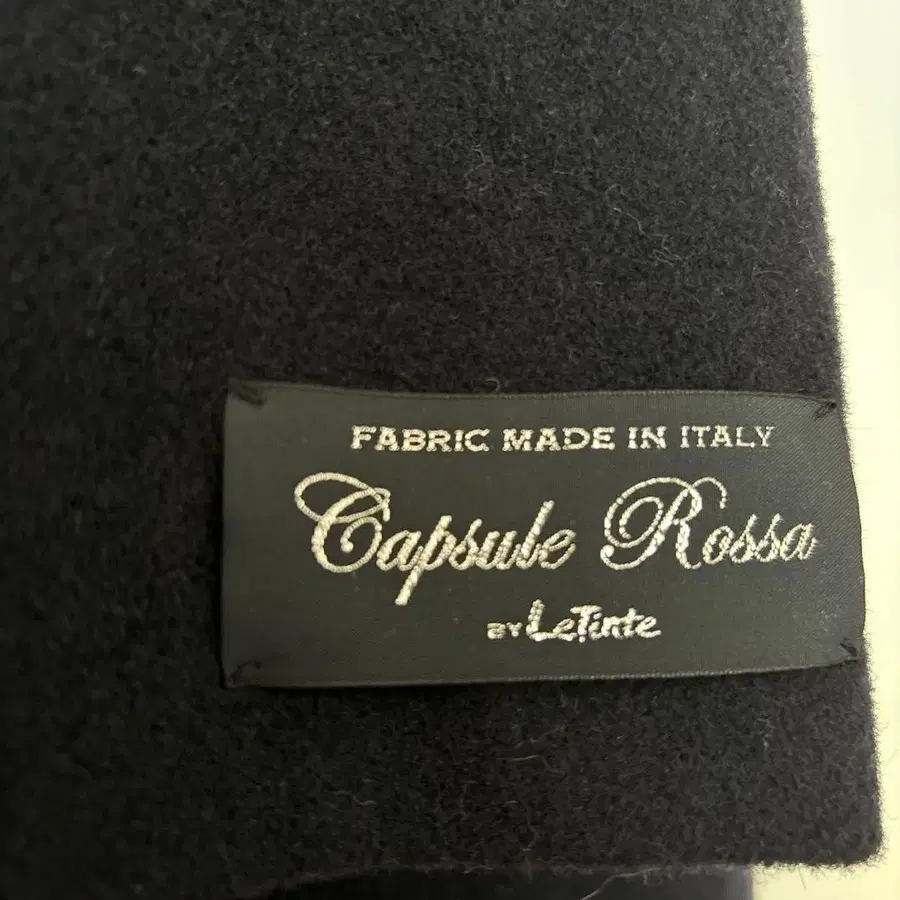 FABRIC MADE IN ITALY
Capsule Rossa
BY LeTinte